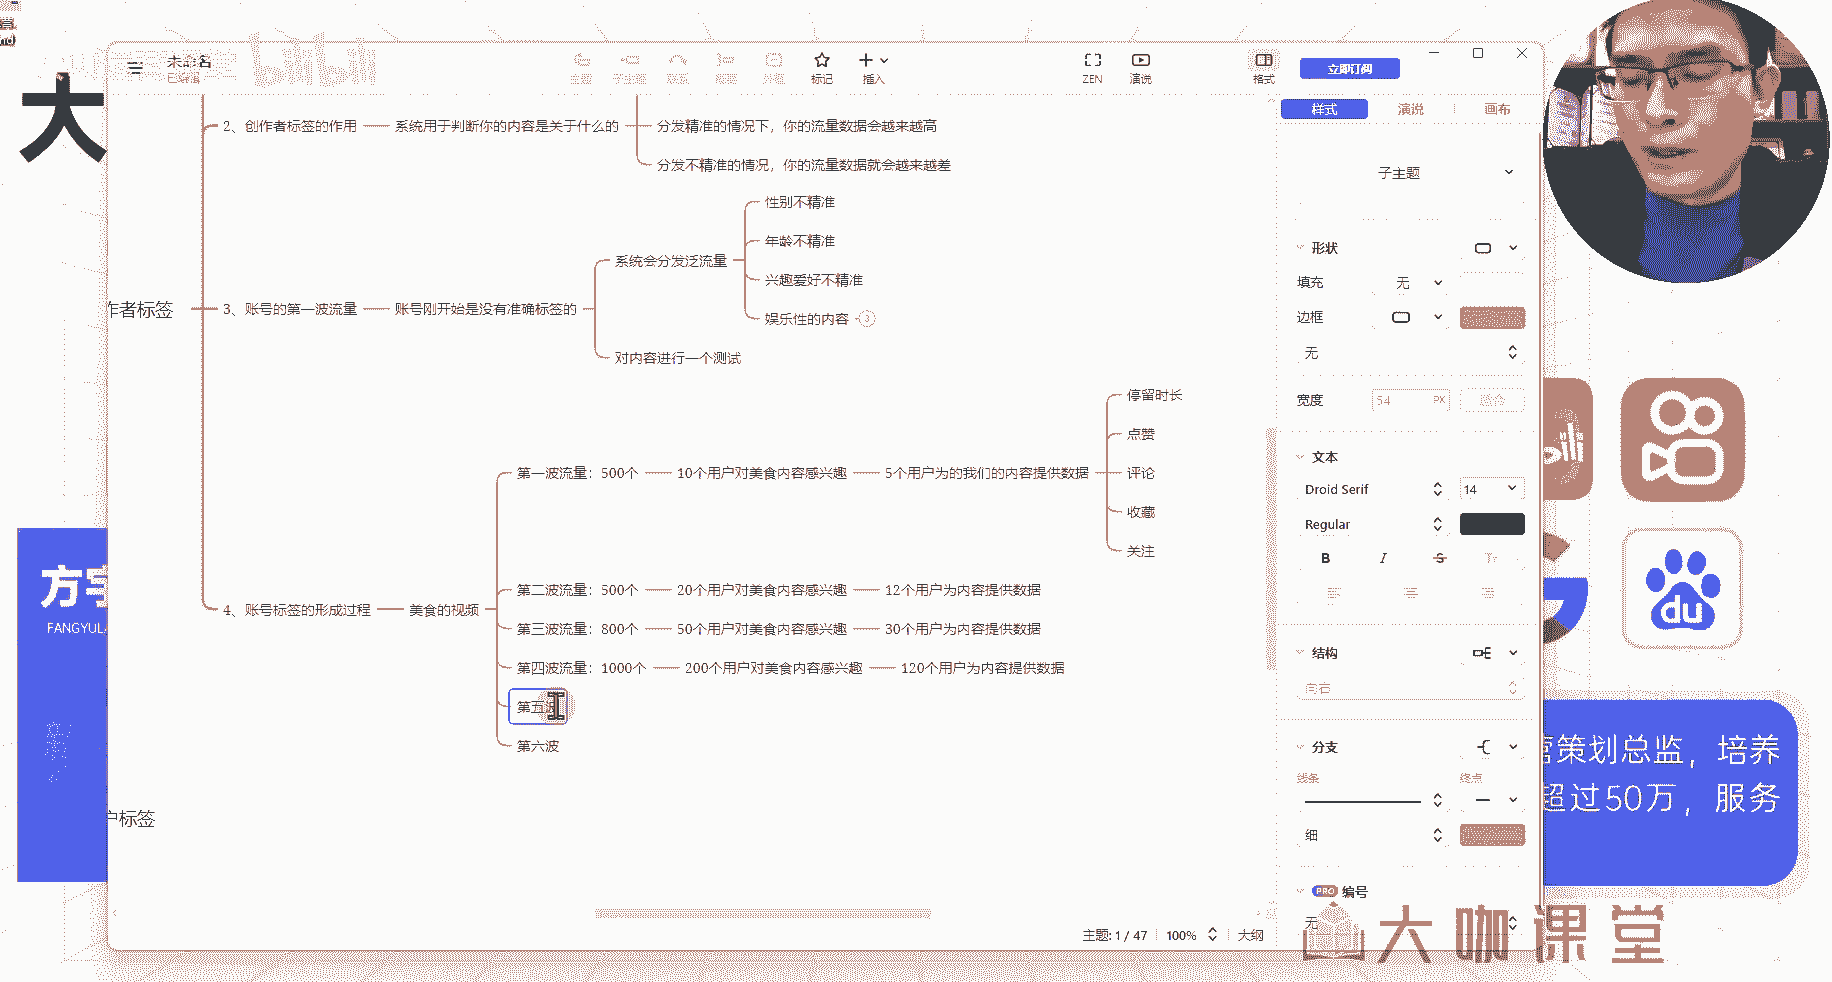 未命名
标记
插入
ZEN
演说
格式
立即订阅
大
2、创作者标签的作用
系统用于判断你的内容是关于什么的
分发精准的情况下，你的流量数据会越来越高
分发不精准的情况，你的流量数据就会越来越差
作者标签
3、账号的第一波流量
账号刚开始是没有准确标签的
系统会分发泛流量
性别不精准
年龄不精准
兴趣爱好不精准
娱乐性的内容
对内容进行一个测试
4、账号标签的形成过程
美食的视频
第一波流量：500个
10个用户对美食内容感兴趣
5个用户为的我们的内容提供数据
停留时长
点赞
评论
收藏
关注
第二波流量：500个
20个用户对美食内容感兴趣
12个用户为内容提供数据
第三波流量：800个
50个用户对美食内容感兴趣
30个用户为内容提供数据
第四波流量：1000个
200个用户对美食内容感兴趣
120个用户为内容提供数据
第五波
第六波
户标签
样式
演说
画布
子主题
形状
填充
无
边框
无
宽度
54
PX
文本
Droid Serif
14
Regular
B
I
S
结构
向右
分支
线条
终点
细
PRO
编号
无
主题: 1 / 47
100%
大纲
方宇
FANGYUL
bilibili
du
营策划总监，培养
超过50万，服务
大咖课堂